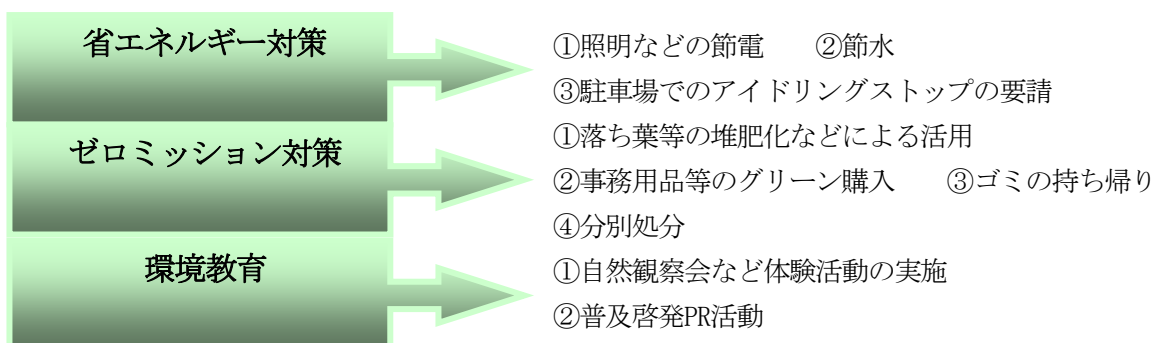 省エネルギー対策
①照明などの節電　　②節水
③駐車場でのアイドリングストップの要請
ゼロミッション対策
①落ち葉等の堆肥化などによる活用
②事務用品等のグリーン購入　　③ゴミの持ち帰り
④分別処分
環境教育
①自然観察会など体験活動の実施
②普及啓発PR活動